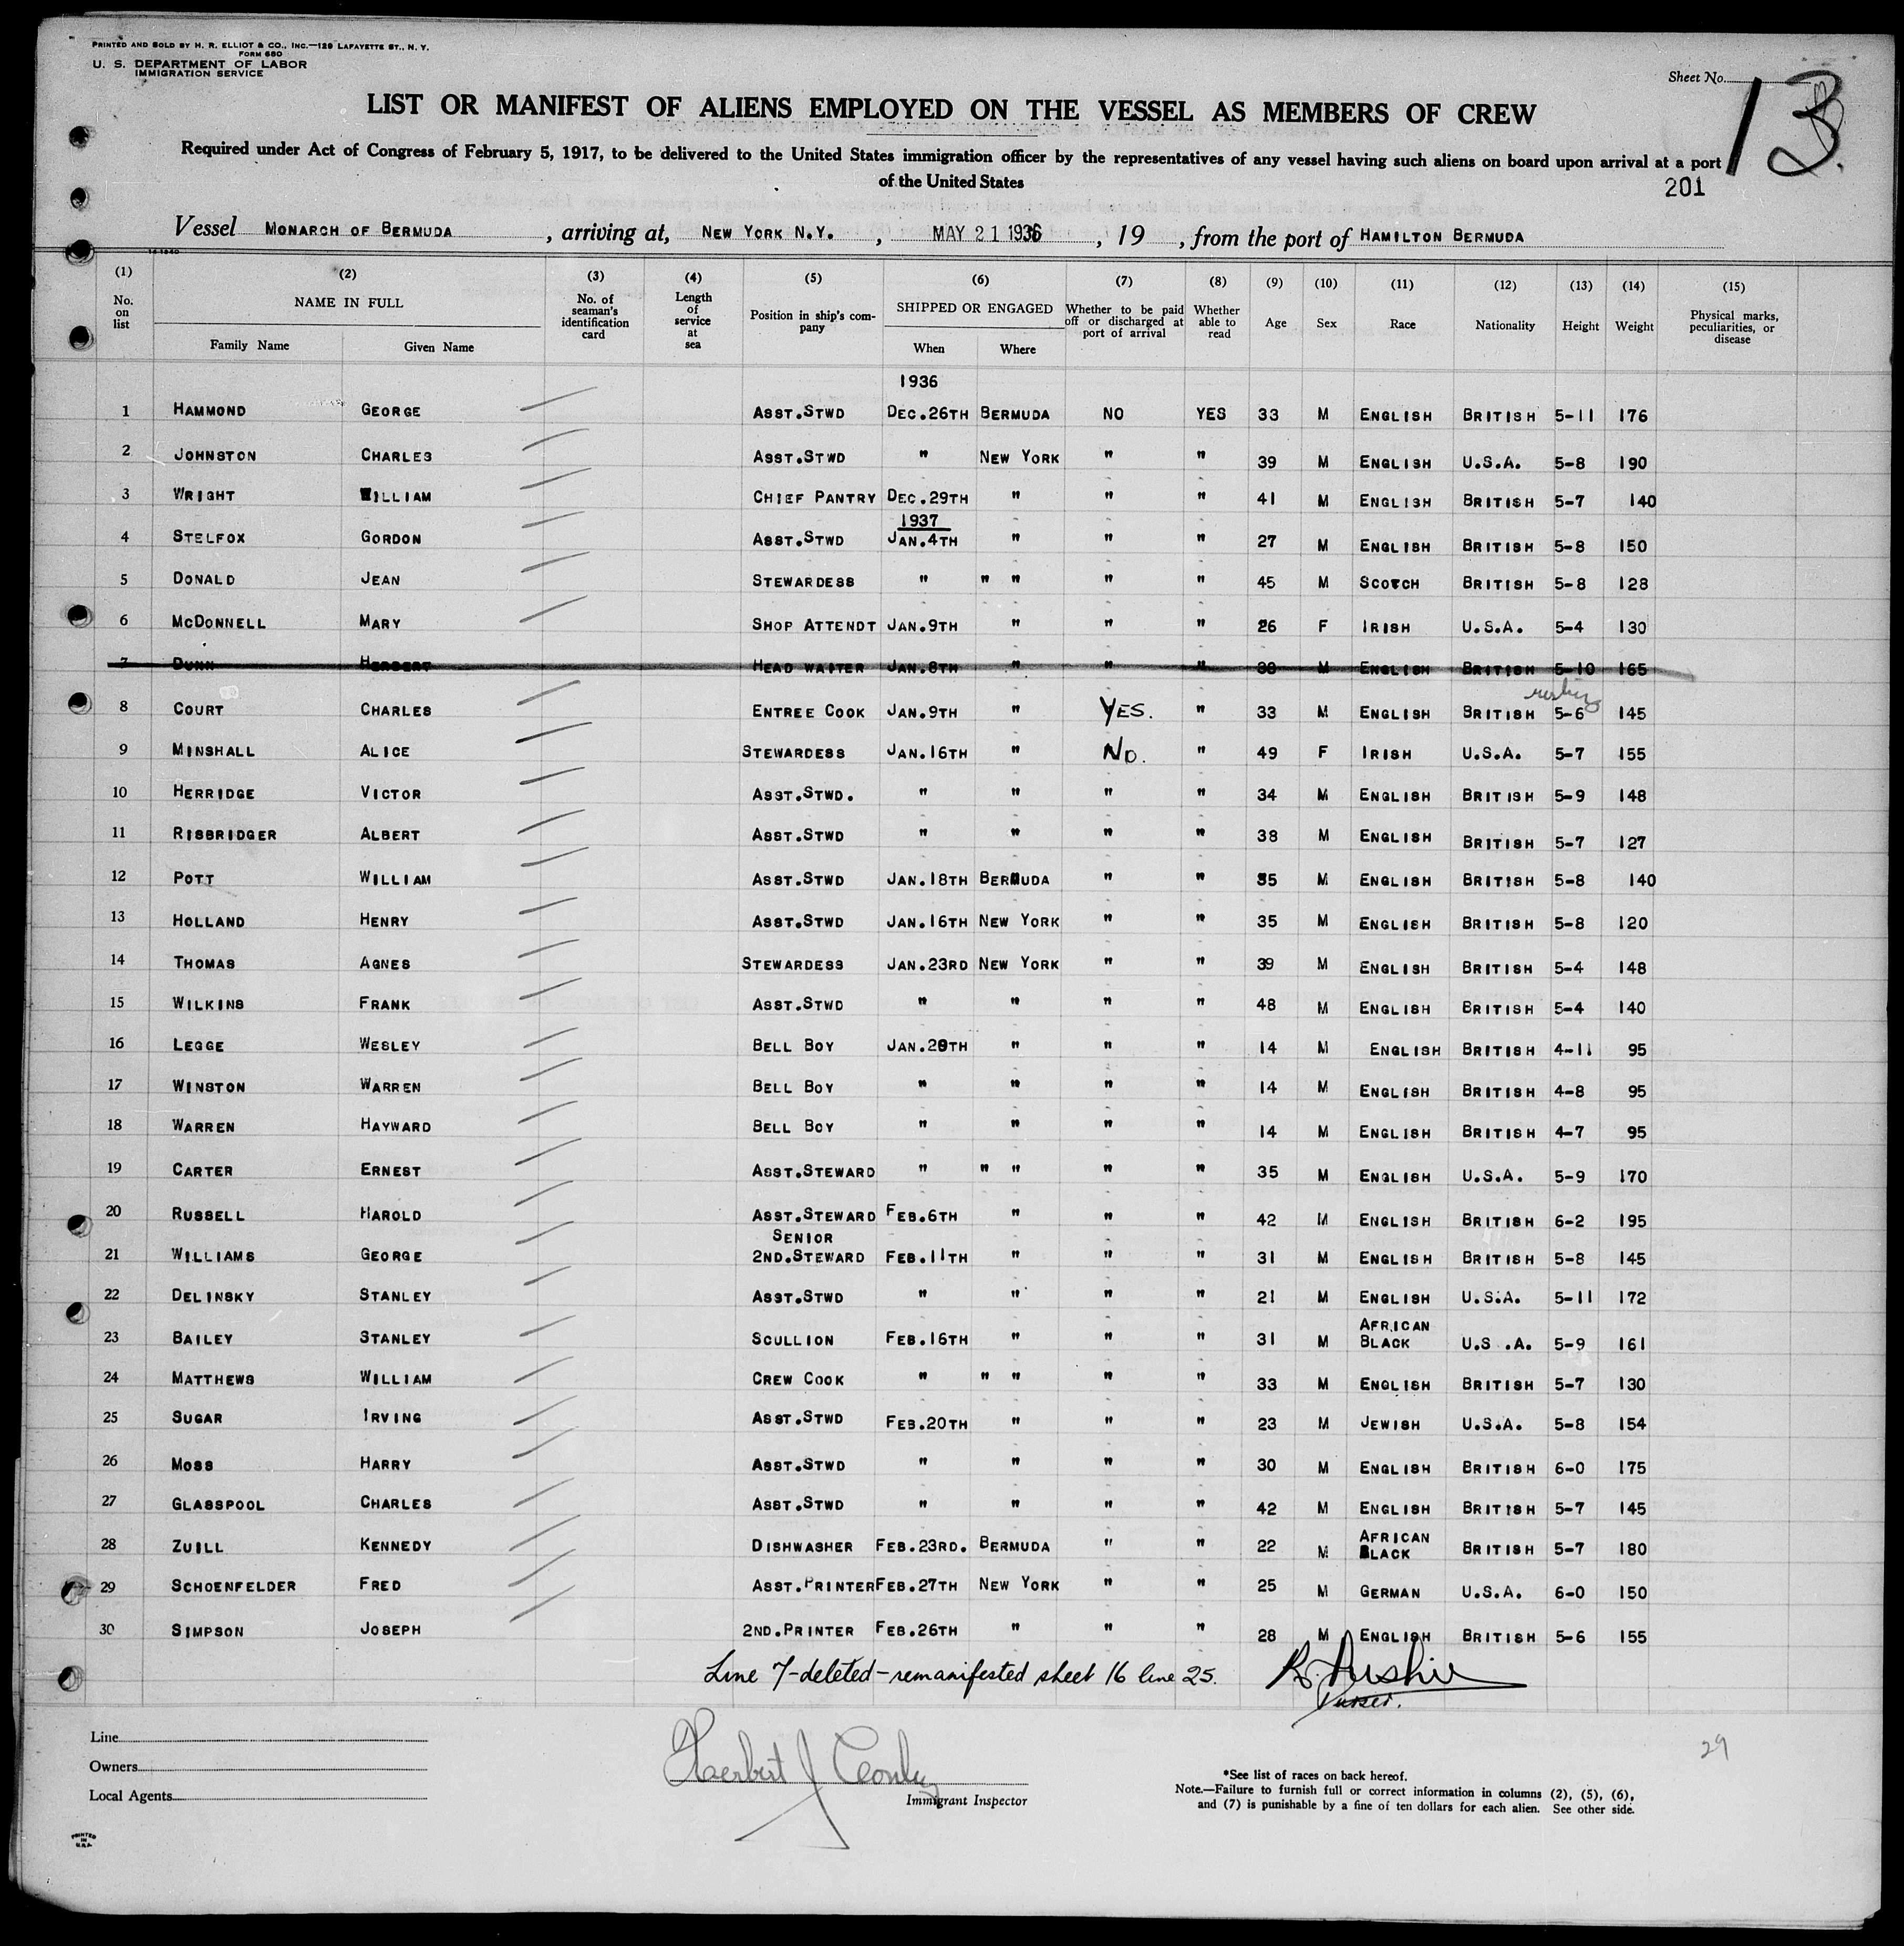 PRINTED AND SOLD BY H. R. ELLIOT & CO., INC.—129 LAFAYETTE ST., N. Y.
FORM 680
U. S. DEPARTMENT OF LABOR
IMMIGRATION SERVICE
Sheet No. 13
LIST OR MANIFEST OF ALIENS EMPLOYED ON THE VESSEL AS MEMBERS OF CREW
Required under Act of Congress of February 5, 1917, to be delivered to the United States immigration officer by the representatives of any vessel having such aliens on board upon arrival at a port
of the United States
201
Vessel MONARCH OF BERMUDA, arriving at, NEW YORK N.Y., MAY 21 1936, 19, from the port of HAMILTON BERMUDA
(1) (2) (3) (4) (5) (6) (7) (8) (9) (10) (11) (12) (13) (14) (15)
No. on list NAME IN FULL Family Name Given Name No. of seaman's identification card Length of service at sea Position in ship's company SHIPPED OR ENGAGED When Where Whether to be paid off or discharged at port of arrival Whether able to read Age Sex Race Nationality Height Weight Physical marks, peculiarities, or disease
1936
1 HAMMOND GEORGE ASST.STWD DEC.26TH BERMUDA NO YES 33 M ENGLISH BRITISH 5-11 176
2 JOHNSTON CHARLES ASST.STWD " NEW YORK " " 39 M ENGLISH U.S.A. 5-8 190
3 WRIGHT WILLIAM CHIEF PANTRY DEC.29TH " " " 41 M ENGLISH BRITISH 5-7 140
1937
4 STELFOX GORDON ASST.STWD JAN.4TH " " " 27 M ENGLISH BRITISH 5-8 150
5 DONALD JEAN STEWARDESS " " " " " 45 M SCOTCH BRITISH 5-8 128
6 MCDONNELL MARY SHOP ATTENDT JAN.9TH " " " 26 F IRISH U.S.A. 5-4 130
7 DUNN HERBERT HEAD WAITER JAN.8TH " " " 38 M ENGLISH BRITISH 5-10 165
8 COURT CHARLES ENTREE COOK JAN.9TH " YES. " 33 M ENGLISH BRITISH 5-6 145
9 MINSHALL ALICE STEWARDESS JAN.16TH " NO. " 49 F IRISH U.S.A. 5-7 155
10 HERRIDGE VICTOR ASST.STWD. " " " " 34 M ENGLISH BRITISH 5-9 148
11 RISBRIDGER ALBERT ASST.STWD " " " " 38 M ENGLISH BRITISH 5-7 127
12 POTT WILLIAM ASST.STWD JAN.18TH BERMUDA " " 35 M ENGLISH BRITISH 5-8 140
13 HOLLAND HENRY ASST.STWD JAN.16TH NEW YORK " " 35 M ENGLISH BRITISH 5-8 120
14 THOMAS AGNES STEWARDESS JAN.23RD NEW YORK " " 39 M ENGLISH BRITISH 5-4 148
15 WILKINS FRANK ASST.STWD " " " " 48 M ENGLISH BRITISH 5-4 140
16 LEGGE WESLEY BELL BOY JAN.28TH " " " 14 M ENGLISH BRITISH 4-11 95
17 WINSTON WARREN BELL BOY " " " " 14 M ENGLISH BRITISH 4-8 95
18 WARREN HAYWARD BELL BOY " " " " 14 M ENGLISH BRITISH 4-7 95
19 CARTER ERNEST ASST.STEWARD " " " " " 35 M ENGLISH U.S.A. 5-9 170
20 RUSSELL HAROLD ASST.STEWARD FEB.6TH " " " 42 M ENGLISH BRITISH 6-2 195
SENIOR
21 WILLIAMS GEORGE 2ND.STEWARD FEB.11TH " " " 31 M ENGLISH BRITISH 5-8 145
22 DELINSKY STANLEY ASST.STWD " " " " 21 M ENGLISH U.S.A. 5-11 172
AFRICAN
23 BAILEY STANLEY SCULLION FEB.16TH " " " 31 M BLACK U.S .A. 5-9 161
24 MATTHEWS WILLIAM CREW COOK " " " " " 33 M ENGLISH BRITISH 5-7 130
25 SUGAR IRVING ASST.STWD FEB.20TH " " " 23 M JEWISH U.S.A. 5-8 154
26 MOSS HARRY ASST.STWD " " " " 30 M ENGLISH BRITISH 6-0 175
27 GLASSPOOL CHARLES ASST.STWD " " " " 42 M ENGLISH BRITISH 5-7 145
AFRICAN
28 ZUILL KENNEDY DISHWASHER FEB.23RD. BERMUDA " " 22 M BLACK BRITISH 5-7 180
29 SCHOENFELDER FRED ASST.PRINTER FEB.27TH NEW YORK " " 25 M GERMAN U.S.A. 6-0 150
30 SIMPSON JOSEPH 2ND.PRINTER FEB.26TH " " " 28 M ENGLISH BRITISH 5-6 155
Line 7-deleted-remanifested sheet 16 line 25.
Purser.
Line
Owners
Local Agents
Herbert J Conley
Immigrant Inspector
29
*See list of races on back hereof.
Note.—Failure to furnish full or correct information in columns (2), (5), (6),
and (7) is punishable by a fine of ten dollars for each alien. See other side.
PRINTED
IN
U.S.A.